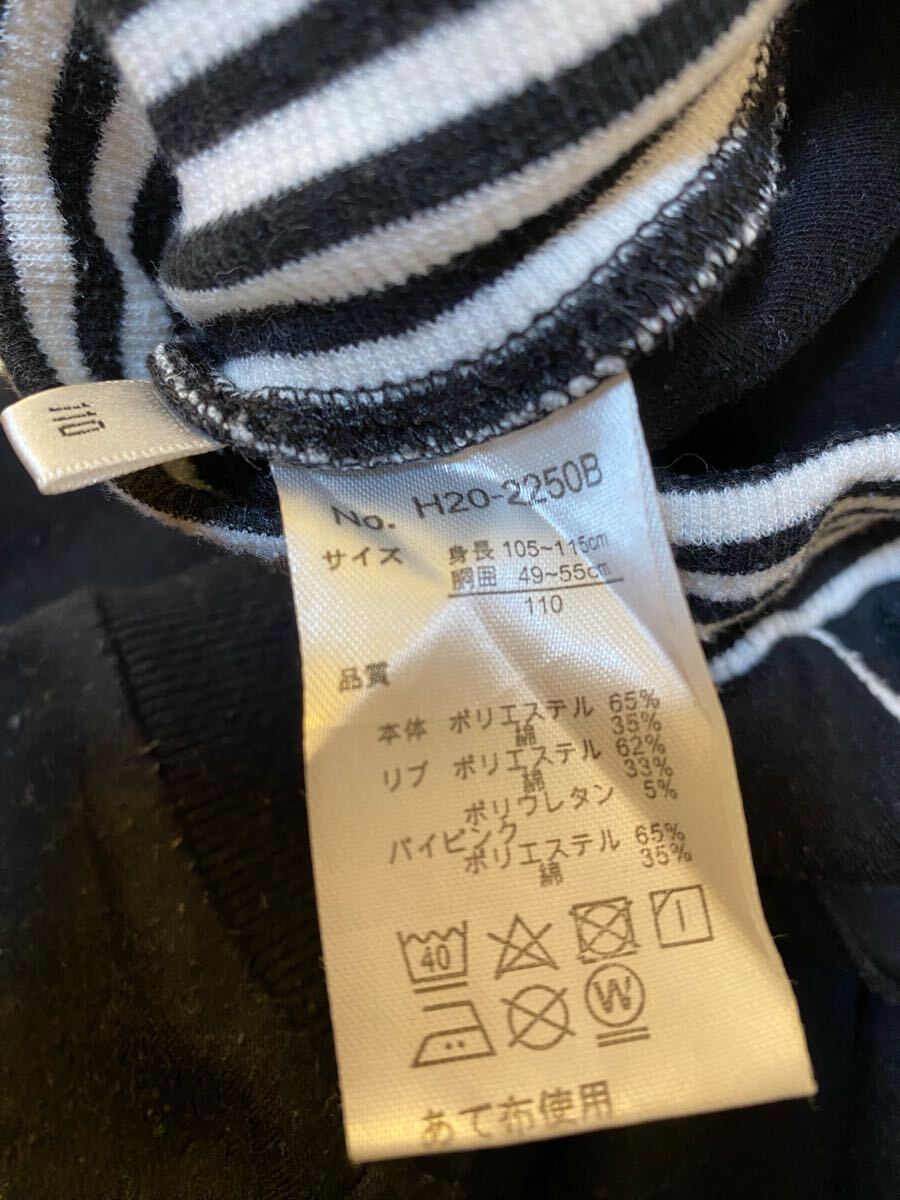 110
No. H20-2250B
サイズ 身長 105~115cm
胴囲 49~55cm
110
品質
本体 ポリエステル 65%
綿 35%
リブ ポリエステル 62%
綿 33%
ポリウレタン 5%
パイピング
ポリエステル 65%
綿 35%
40
W
あて布使用